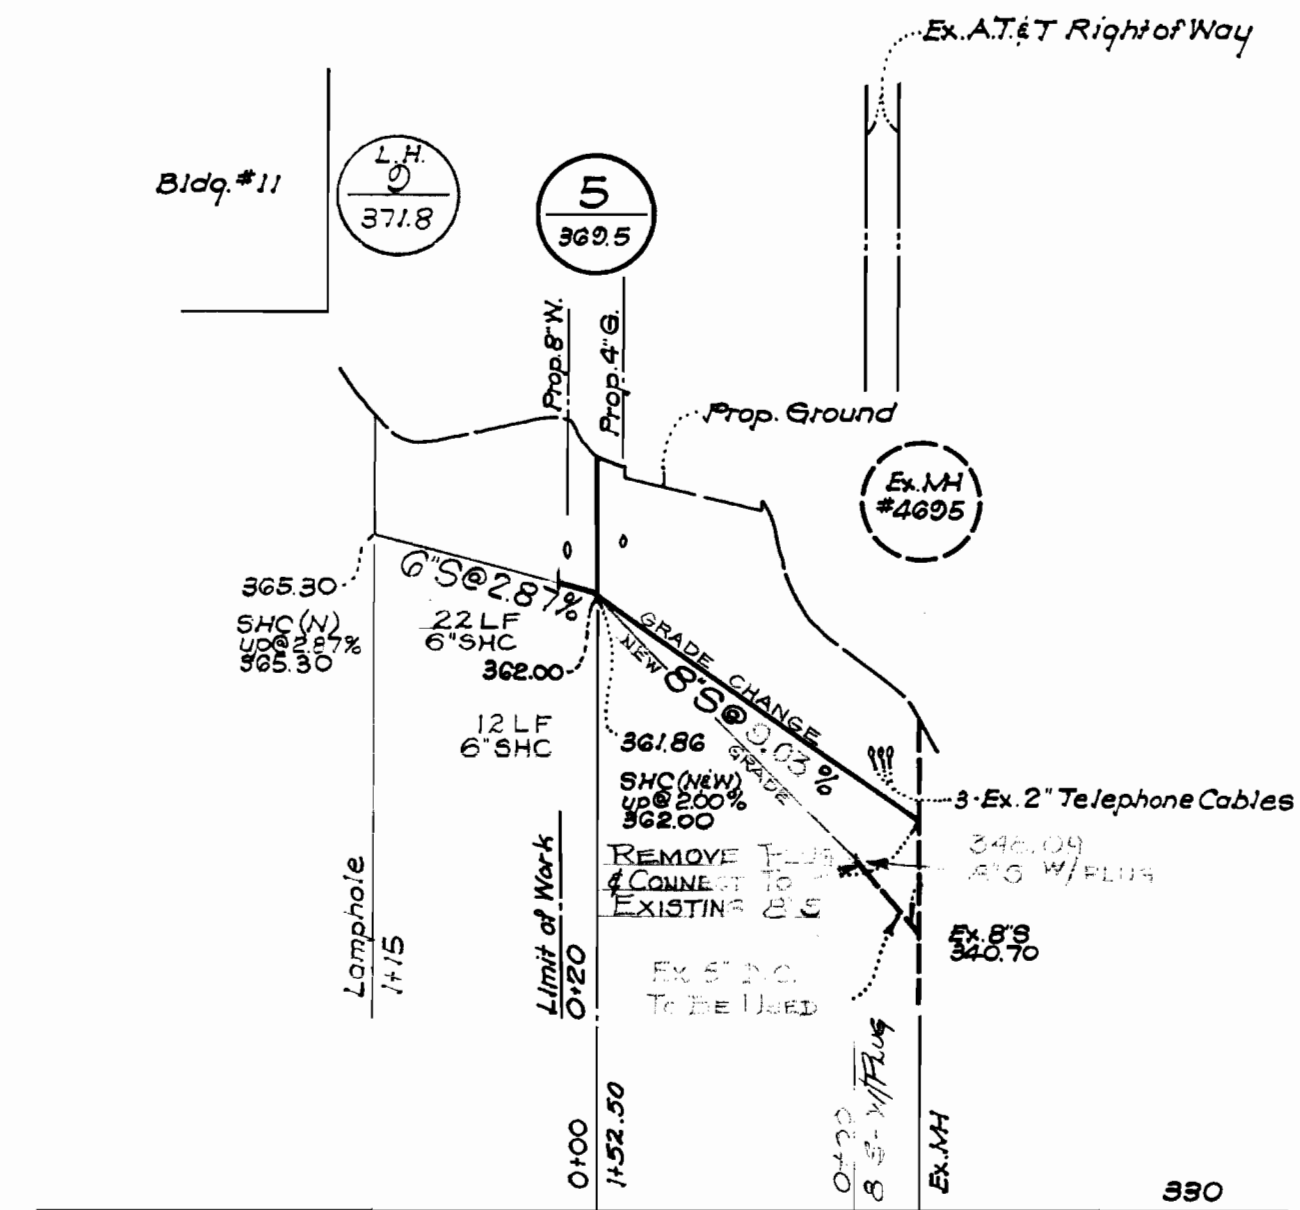 Ex. A.T.&T Right of Way
Bldg. #11
L.H.
9
371.8
5
369.5
Prop. 8" W.
Prop. 4" G.
Prop. Ground
Ex. MH
#4695
6"S@2.87%
365.30
SHC (N)
up@2.87%
365.30
22 LF
6" SHC
362.00
12 LF
6" SHC
GRADE CHANGE
NEW GRADE
8"S@9.03%
361.86
SHC (N&W)
up@2.00%
362.00
3-Ex. 2" Telephone Cables
REMOVE PLUG
& CONNECT TO
EXISTING 8"S
W/PLUG
Ex. 8"S
340.70
TO BE USED
Lamphole
1+15
Limit of Work
0+20
0+00
1+52.50
8"S-W/PLUG
Ex. MH
330